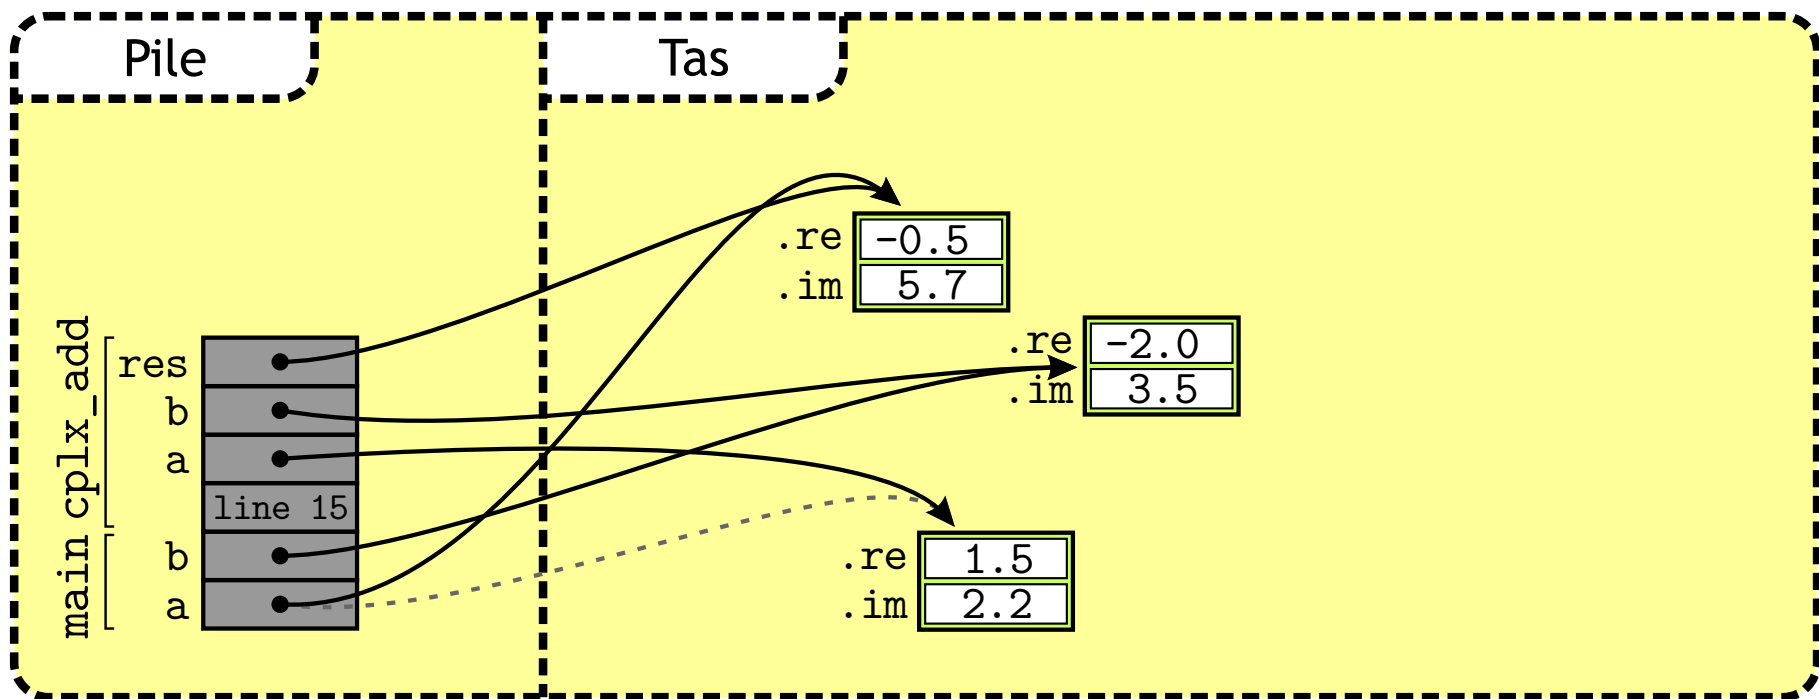 Pile
Tas
.re -0.5
.im 5.7
.re -2.0
.im 3.5
cplx_add
res
b
a
line 15
main
b
a
.re 1.5
.im 2.2